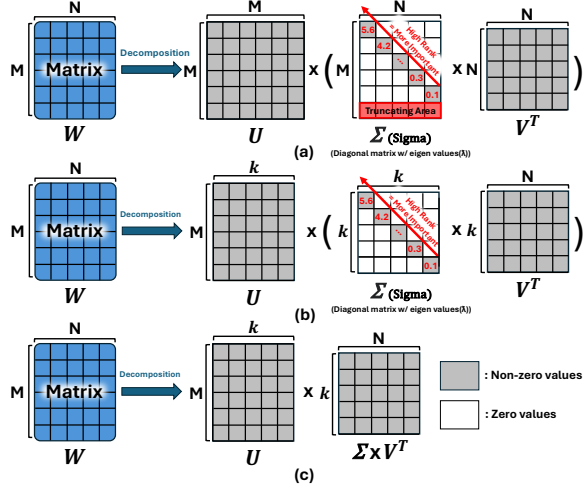 N
M
Matrix
W
Decomposition
M
M
U
x
(
N
M
5.6
4.2
...
0.3
0.1
High Rank
= More Important
Truncating Area
Σ (Sigma)
(Diagonal matrix w/ eigen values(λ))
x
N
N
V^T
)
(a)
N
M
Matrix
W
Decomposition
k
M
U
x
(
k
k
5.6
4.2
...
0.3
0.1
High Rank
= More Important
Σ (Sigma)
(Diagonal matrix w/ eigen values(λ))
x
N
k
V^T
)
(b)
N
M
Matrix
W
Decomposition
k
M
U
x
N
k
Σ x V^T
: Non-zero values
: Zero values
(c)